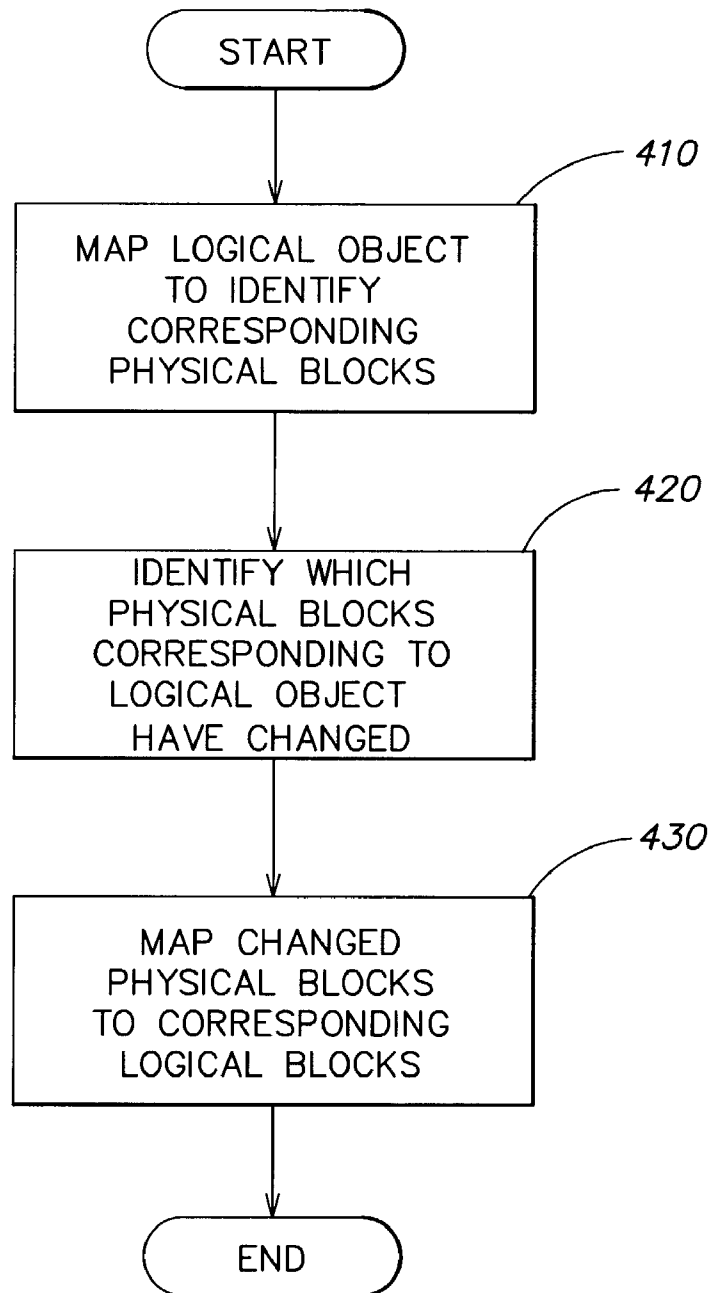 START
410
MAP LOGICAL OBJECT
TO IDENTIFY
CORRESPONDING
PHYSICAL BLOCKS
420
IDENTIFY WHICH
PHYSICAL BLOCKS
CORRESPONDING TO
LOGICAL OBJECT
HAVE CHANGED
430
MAP CHANGED
PHYSICAL BLOCKS
TO CORRESPONDING
LOGICAL BLOCKS
END